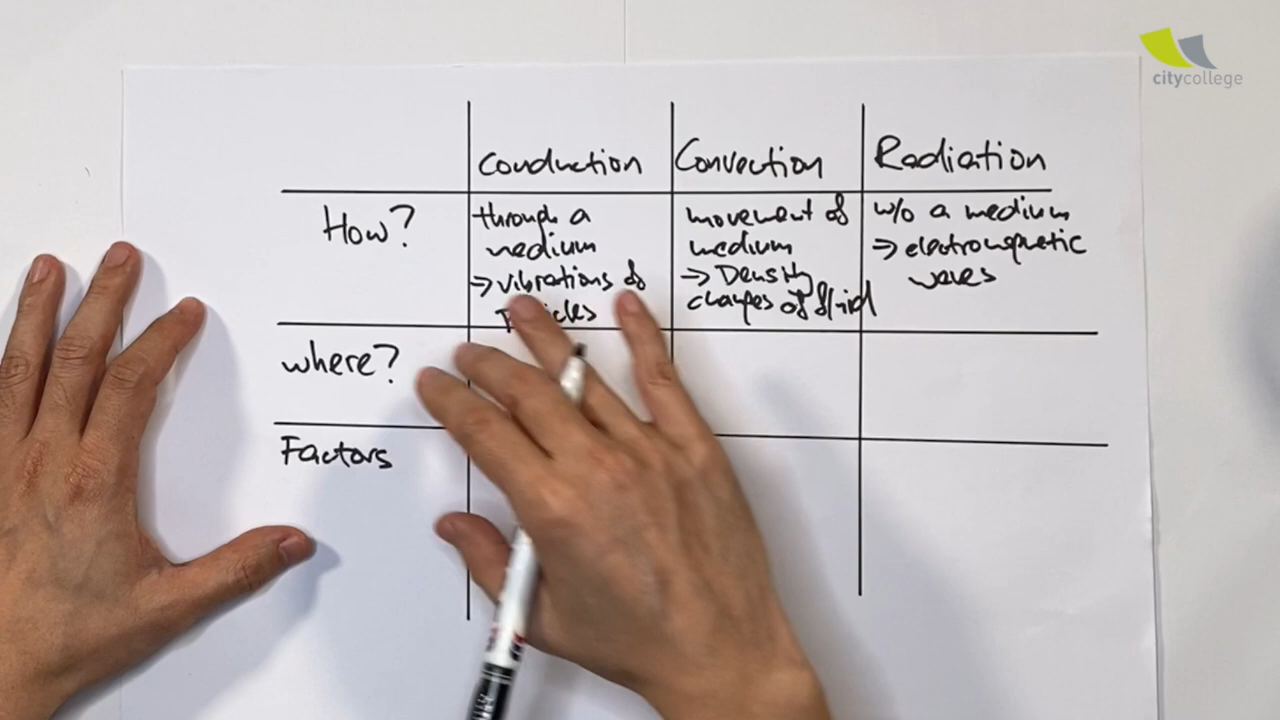 citycollege
Conduction Convection Radiation
How?
through a
medium
→ vibrations of
movement of
medium
→ Density
changes of fluid
w/o a medium
⇒ electromagnetic
waves
where?
Factors